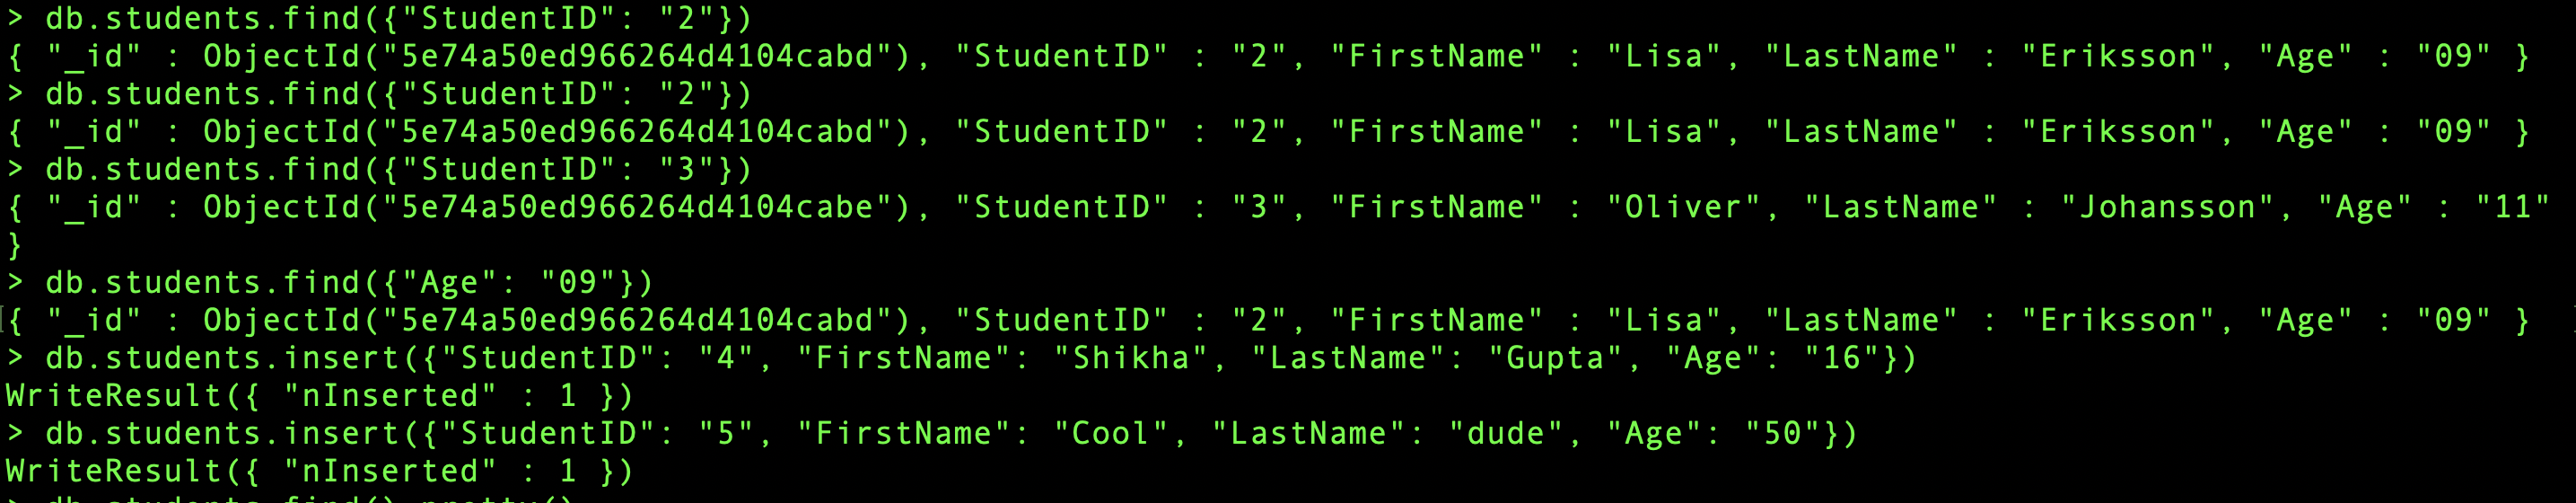 > db.students.find({"StudentID": "2"})
{ "_id" : ObjectId("5e74a50ed966264d4104cabd"), "StudentID" : "2", "FirstName" : "Lisa", "LastName" : "Eriksson", "Age" : "09" }
> db.students.find({"StudentID": "2"})
{ "_id" : ObjectId("5e74a50ed966264d4104cabd"), "StudentID" : "2", "FirstName" : "Lisa", "LastName" : "Eriksson", "Age" : "09" }
> db.students.find({"StudentID": "3"})
{ "_id" : ObjectId("5e74a50ed966264d4104cabe"), "StudentID" : "3", "FirstName" : "Oliver", "LastName" : "Johansson", "Age" : "11"
}
> db.students.find({"Age": "09"})
{ "_id" : ObjectId("5e74a50ed966264d4104cabd"), "StudentID" : "2", "FirstName" : "Lisa", "LastName" : "Eriksson", "Age" : "09" }
> db.students.insert({"StudentID": "4", "FirstName": "Shikha", "LastName": "Gupta", "Age": "16"})
WriteResult({ "nInserted" : 1 })
> db.students.insert({"StudentID": "5", "FirstName": "Cool", "LastName": "dude", "Age": "50"})
WriteResult({ "nInserted" : 1 })
> db.students.find().pretty()